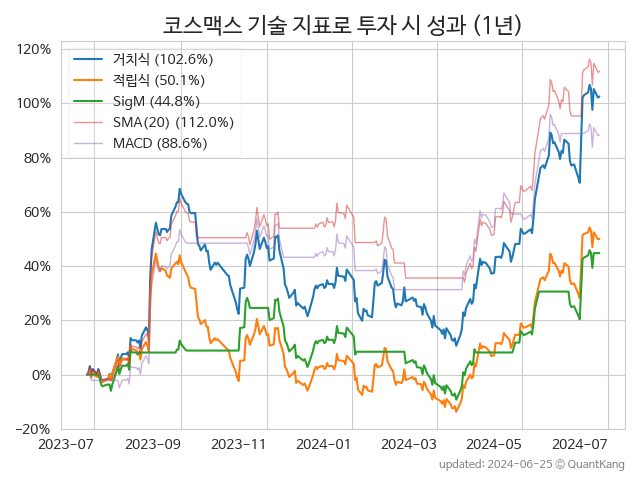 코스맥스 기술 지표로 투자 시 성과 (1년)
120%
100%
80%
60%
40%
20%
0%
−20%
거치식 (102.6%)
적립식 (50.1%)
SigM (44.8%)
SMA(20) (112.0%)
MACD (88.6%)
2023-07
2023-09
2023-11
2024-01
2024-03
2024-05
2024-07
updated: 2024-06-25 ⓒ QuantKang